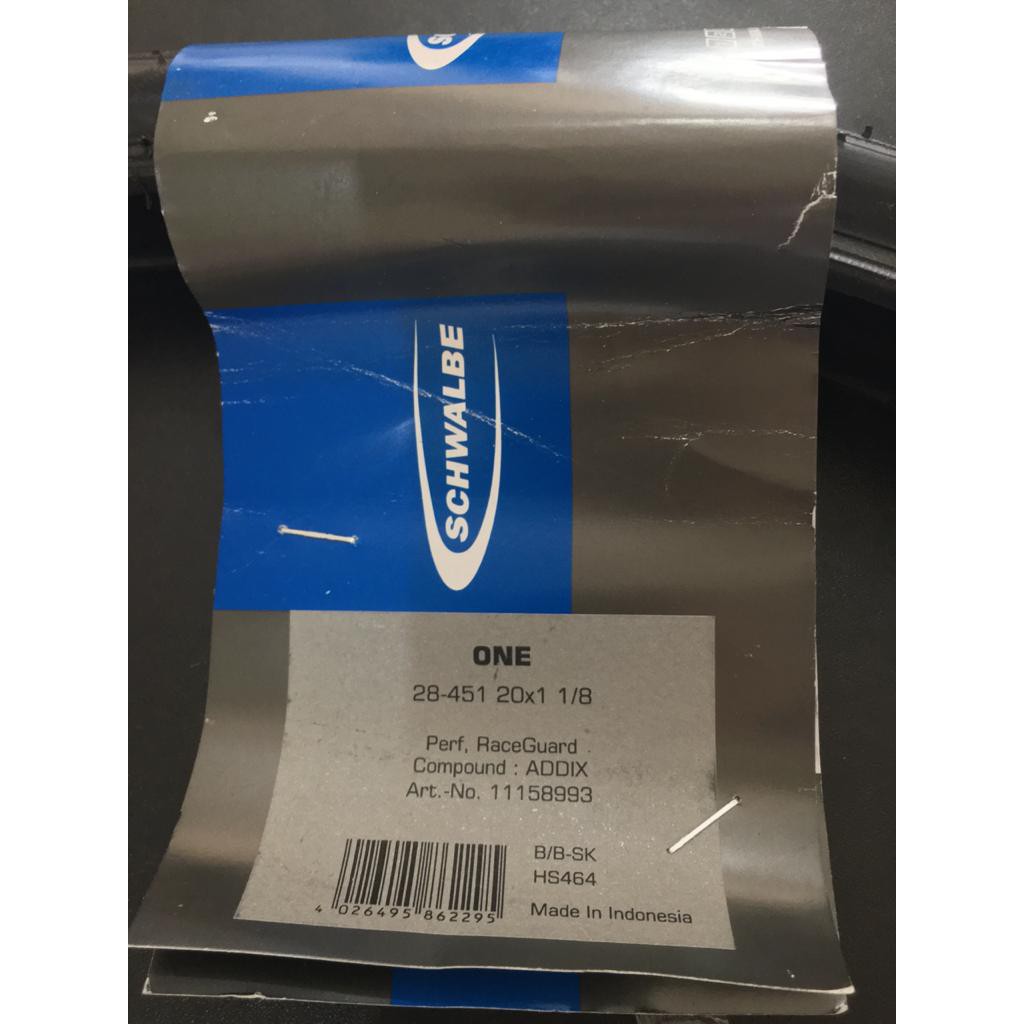 SCHWALBE
ONE
28-451 20x1 1/8
Perf, RaceGuard
Compound : ADDIX
Art.-No. 11158993
B/B-SK
HS464
4 026495 862295
Made In Indonesia